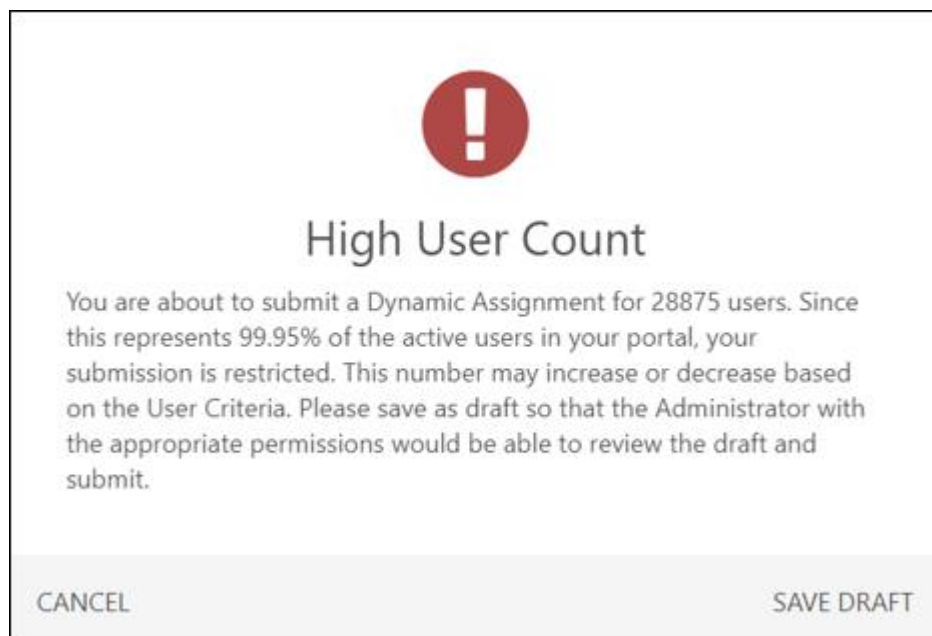 High User Count
You are about to submit a Dynamic Assignment for 28875 users. Since
this represents 99.95% of the active users in your portal, your
submission is restricted. This number may increase or decrease based
on the User Criteria. Please save as draft so that the Administrator with
the appropriate permissions would be able to review the draft and
submit.
CANCEL
SAVE DRAFT